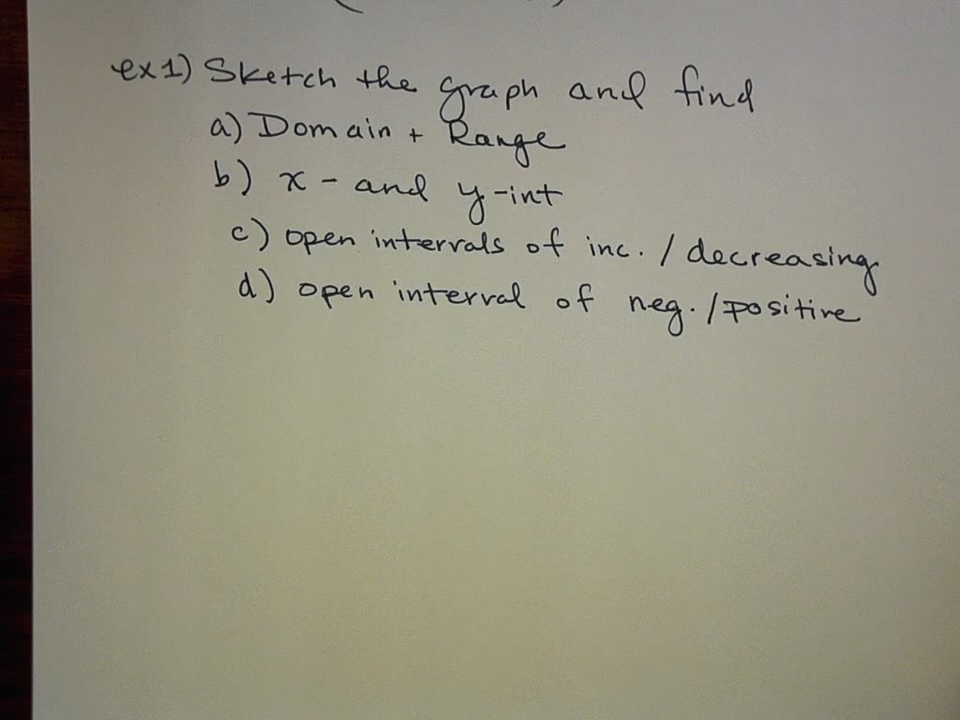 ex1) Sketch the graph and find
a) Domain + Range
b) x - and y-int
c) open intervals of inc. / decreasing
d) open interval of neg. / positive